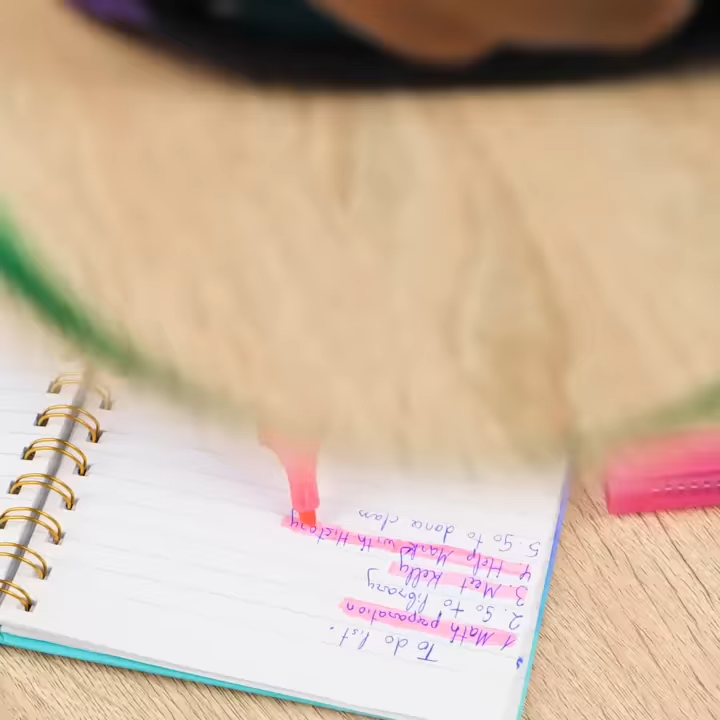 To do list:
1 Math preparation
2. Go to library
3. Meet Kelly
4. Help Mark with History
5. Go to dance class